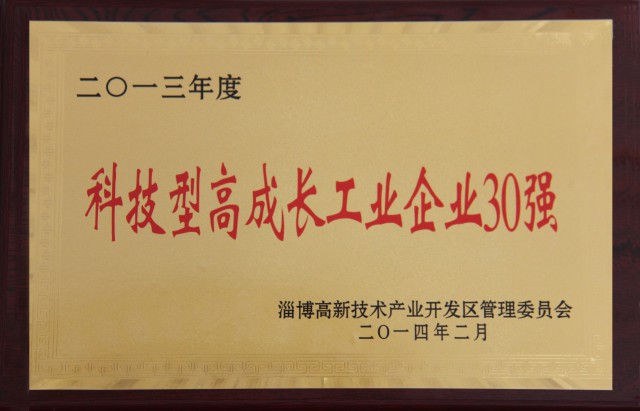 二〇一三年度
科技型高成长工业企业30强
淄博高新技术产业开发区管理委员会
二〇一四年二月